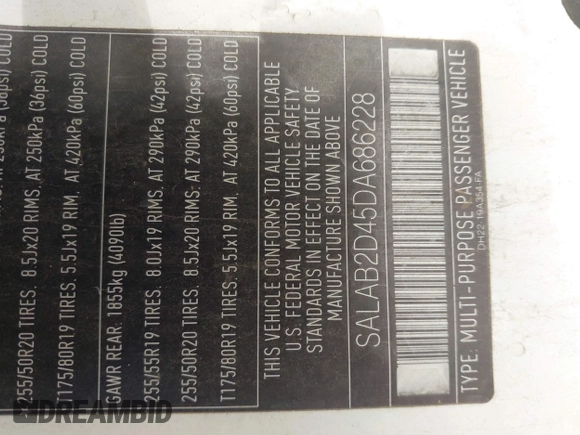 255/50R20 TIRES. 8.5Jx20 RIMS. AT 250kPa (36psi) COLD
T175/80R19 TIRES. 5.5Jx19 RIM. AT 420kPa (60psi) COLD
GAWR REAR: 1855kg (4090lb)
255/55R19 TIRES. 8.0Jx19 RIMS. AT 290kPa (42psi) COLD
255/50R20 TIRES. 8.5Jx20 RIMS. AT 290kPa (42psi) COLD
T175/80R19 TIRES. 5.5Jx19 RIM. AT 420kPa (60psi) COLD
THIS VEHICLE CONFORMS TO ALL APPLICABLE
U.S. FEDERAL MOTOR VEHICLE SAFETY
STANDARDS IN EFFECT ON THE DATE OF
MANUFACTURE SHOWN ABOVE
SALAB2D45DA686228
TYPE. MULTI-PURPOSE PASSENGER VEHICLE
DH22-19A354-FA
DREAMBID